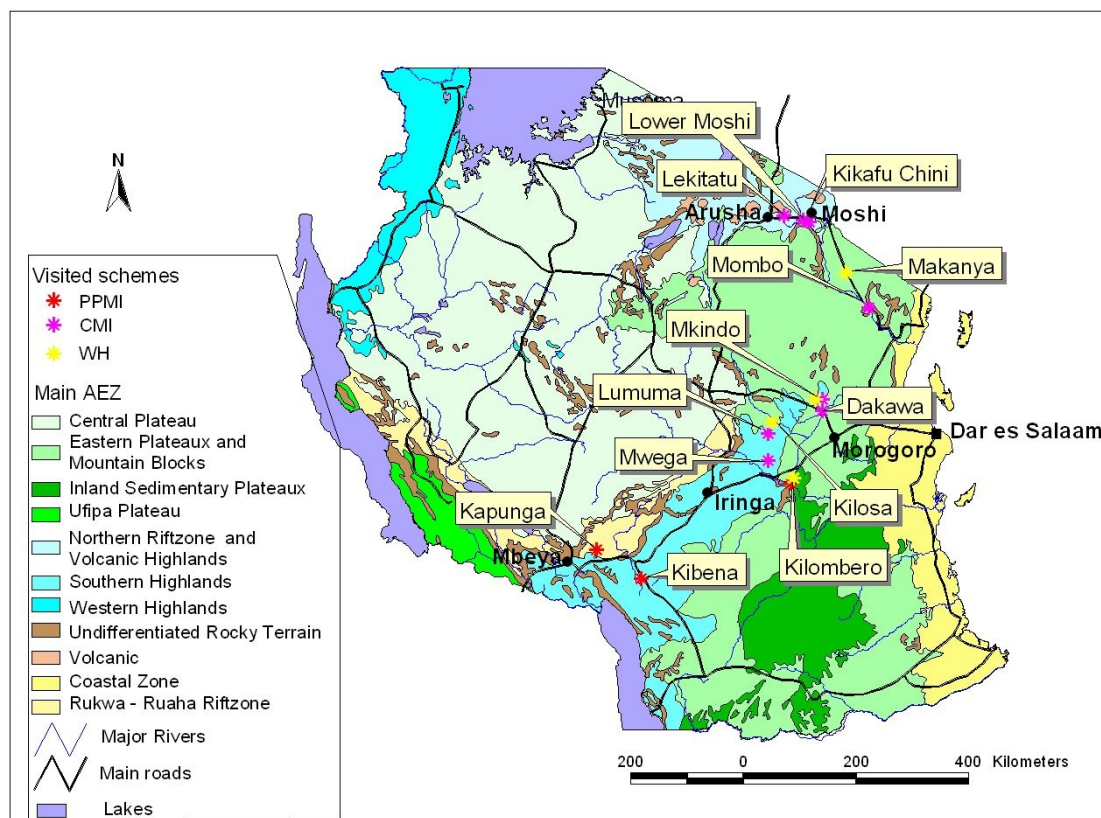 N
Visited schemes
PPMI
CMI
WH
Main AEZ
Central Plateau
Eastern Plateaux and
Mountain Blocks
Inland Sedimentary Plateaux
Ufipa Plateau
Northern Riftzone and
Volcanic Highlands
Southern Highlands
Western Highlands
Undifferentiated Rocky Terrain
Volcanic
Coastal Zone
Rukwa - Ruaha Riftzone
Major Rivers
Main roads
Lakes
Musoma
Lower Moshi
Lekitatu
Kikafu Chini
Arusha
Moshi
Mombo
Makanya
Mkindo
Lumuma
Dakawa
Dar es Salaam
Morogoro
Mwega
Iringa
Kilosa
Kapunga
Mbeya
Kibena
Kilombero
200 0 200 400 Kilometers